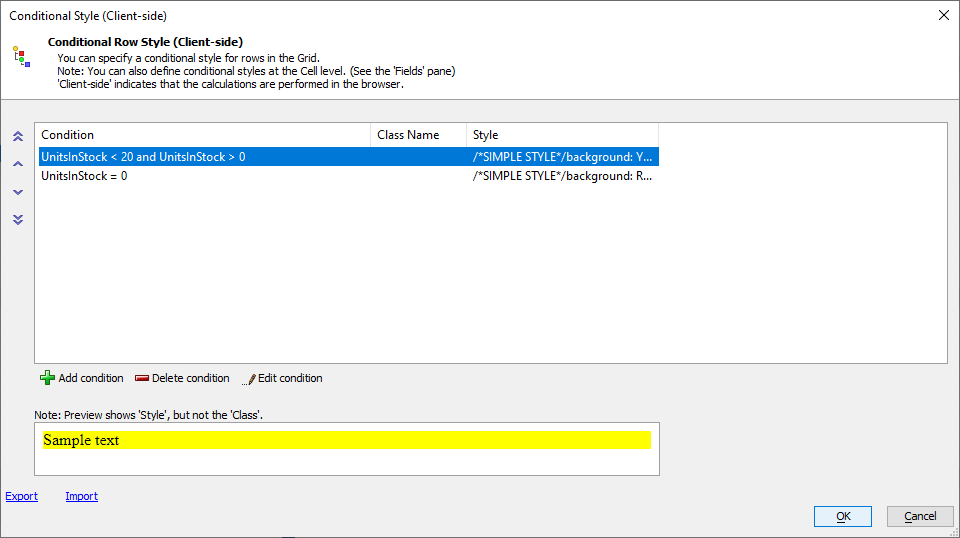 Conditional Style (Client-side)
Conditional Row Style (Client-side)
You can specify a conditional style for rows in the Grid.
Note: You can also define conditional styles at the Cell level. (See the 'Fields' pane)
'Client-side' indicates that the calculations are performed in the browser.
Condition Class Name Style
UnitsInStock < 20 and UnitsInStock > 0 /*SIMPLE STYLE*/background: Y...
UnitsInStock = 0 /*SIMPLE STYLE*/background: R...
Add condition Delete condition Edit condition
Note: Preview shows 'Style', but not the 'Class'.
Sample text
Export Import
OK Cancel